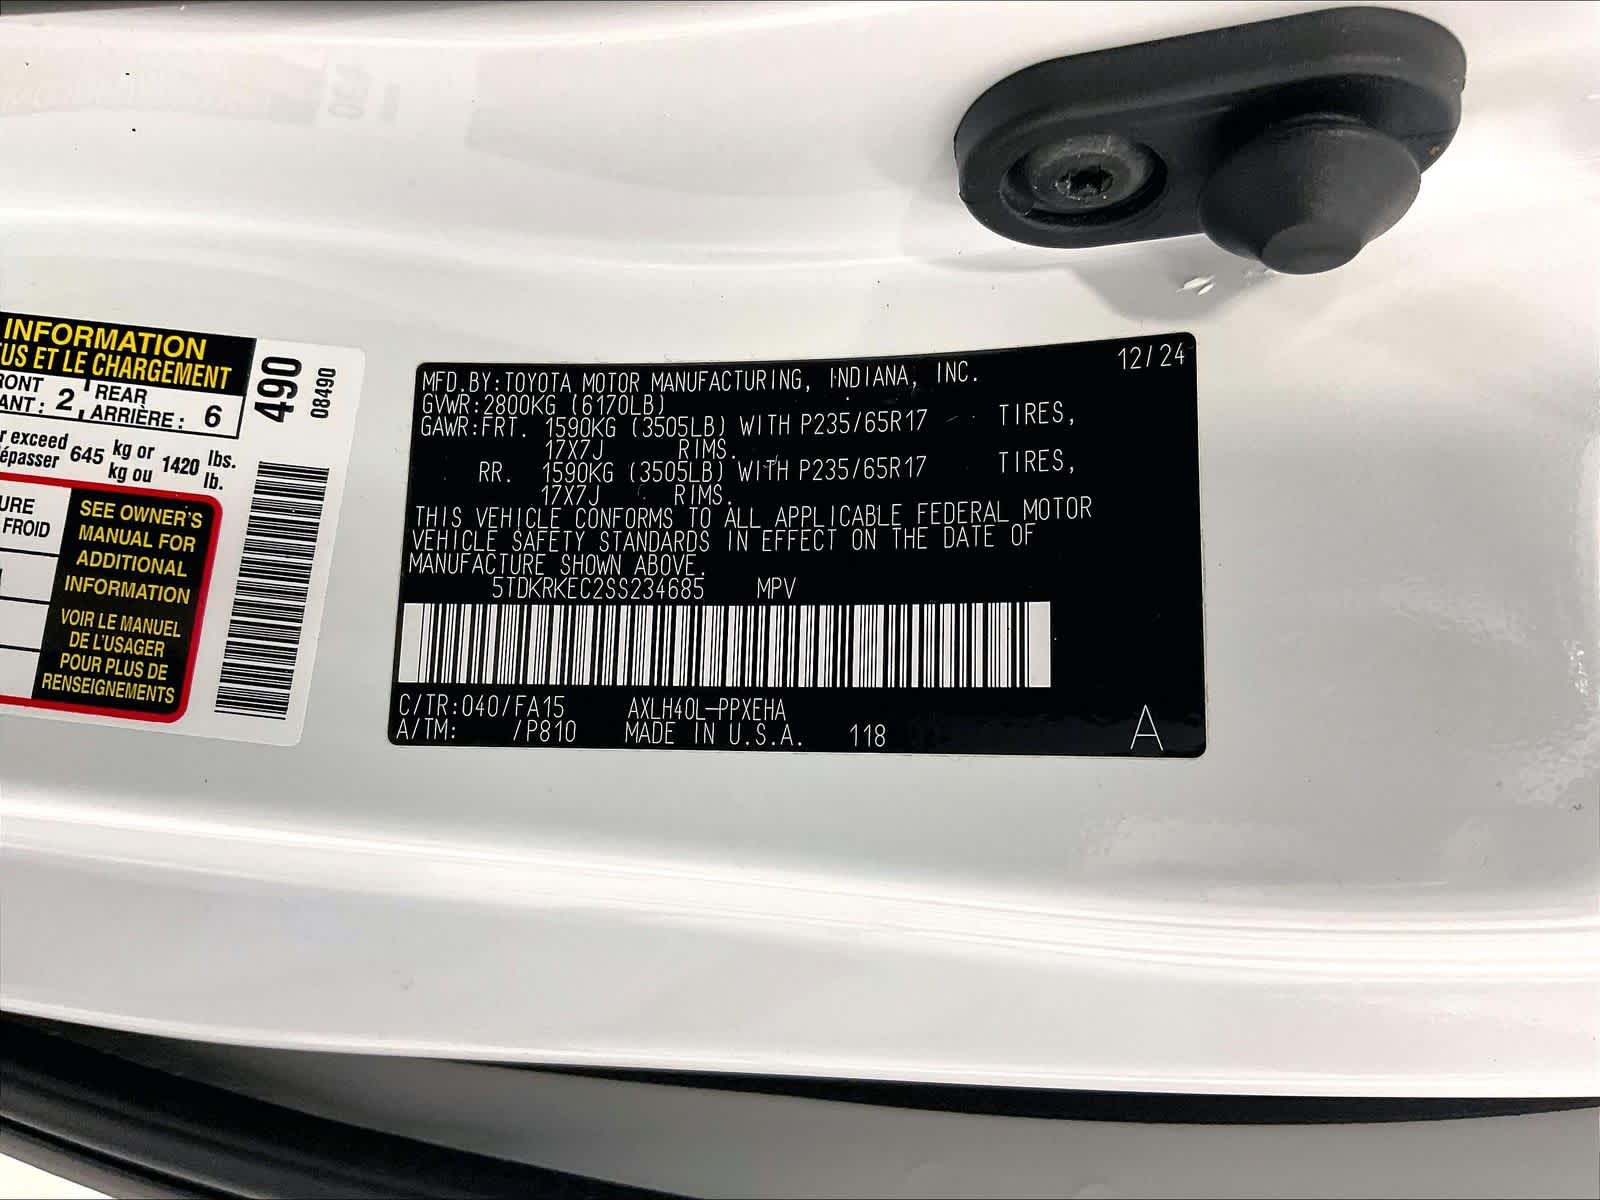 INFORMATION
US ET LE CHARGEMENT
RONT 2 REAR 6
ANT: ARRIÈRE:
r exceed 645 kg or 1420 lbs.
épasser kg ou lb.
URE
FROID
SEE OWNER'S
MANUAL FOR
ADDITIONAL
INFORMATION
VOIR LE MANUEL
DE L'USAGER
POUR PLUS DE
RENSEIGNEMENTS
490
08490
12/24
MFD.BY:TOYOTA MOTOR MANUFACTURING, INDIANA, INC.
GVWR:2800KG (6170LB)
GAWR:FRT. 1590KG (3505LB) WITH P235/65R17 TIRES,
17X7J RIMS.
RR. 1590KG (3505LB) WITH P235/65R17 TIRES,
17X7J RIMS.
THIS VEHICLE CONFORMS TO ALL APPLICABLE FEDERAL MOTOR
VEHICLE SAFETY STANDARDS IN EFFECT ON THE DATE OF
MANUFACTURE SHOWN ABOVE.
5TDKRKEC2SS234685 MPV
C/TR:040/FA15 AXLH40L-PPXEHA
A/TM: /P810 MADE IN U.S.A. 118 A